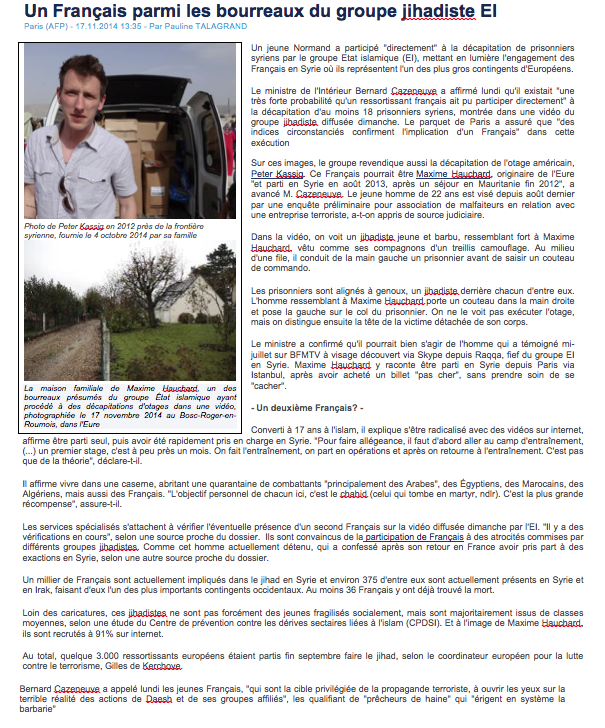 Un Français parmi les bourreaux du groupe jihadiste EI
Paris (AFP) - 17.11.2014 13:35 - Par Pauline TALAGRAND
Photo de Peter Kassig en 2012 près de la frontière
syrienne, fournie le 4 octobre 2014 par sa famille
La maison familiale de Maxime Hauchard, un des
bourreaux présumés du groupe État islamique ayant
procédé à des décapitations d'otages dans une vidéo,
photographiée le 17 novembre 2014 au Bosc-Roger-en-
Roumois, dans l'Eure
Un jeune Normand a participé "directement" à la décapitation de prisonniers
syriens par le groupe Etat islamique (EI), mettant en lumière l'engagement des
Français en Syrie où ils représentent l'un des plus gros contingents d'Européens.
Le ministre de l'Intérieur Bernard Cazeneuve a affirmé lundi qu'il existait "une
très forte probabilité qu'un ressortissant français ait pu participer directement" à
la décapitation d'au moins 18 prisonniers syriens, montrée dans une vidéo du
groupe jihadiste diffusée dimanche. Le parquet de Paris a assuré que "des
indices circonstanciés confirment l'implication d'un Français" dans cette
exécution
Sur ces images, le groupe revendique aussi la décapitation de l'otage américain,
Peter Kassig. Ce Français pourrait être Maxime Hauchard, originaire de l'Eure
"et parti en Syrie en août 2013, après un séjour en Mauritanie fin 2012", a
avancé M. Cazeneuve. Le jeune homme de 22 ans est visé depuis août dernier
par une enquête préliminaire pour association de malfaiteurs en relation avec
une entreprise terroriste, a-t-on appris de source judiciaire.
Dans la vidéo, on voit un jihadiste jeune et barbu, ressemblant fort à Maxime
Hauchard, vêtu comme ses compagnons d'un treillis camouflage. Au milieu
d'une file, il conduit de la main gauche un prisonnier avant de saisir un couteau
de commando.
Les prisonniers sont alignés à genoux, un jihadiste derrière chacun d'entre eux.
L'homme ressemblant à Maxime Hauchard porte un couteau dans la main droite
et pose la gauche sur le col du prisonnier. On ne le voit pas exécuter l'otage,
mais on distingue ensuite la tête de la victime détachée de son corps.
Le ministre a confirmé qu'il pourrait bien s'agir de l'homme qui a témoigné mi-
juillet sur BFMTV à visage découvert via Skype depuis Raqqa, fief du groupe EI
en Syrie. Maxime Hauchard y raconte être parti en Syrie depuis Paris via
Istanbul, après avoir acheté un billet "pas cher", sans prendre soin de se
"cacher".
- Un deuxième Français? -
Converti à 17 ans à l'islam, il explique s'être radicalisé avec des vidéos sur internet,
affirme être parti seul, puis avoir été rapidement pris en charge en Syrie. "Pour faire allégeance, il faut d'abord aller au camp d'entraînement,
(...) un premier stage, c'est à peu près un mois. On fait l'entraînement, on part en opérations et après on retourne à l'entraînement. C'est pas
que de la théorie", déclare-t-il.
Il affirme vivre dans une caserne, abritant une quarantaine de combattants "principalement des Arabes", des Égyptiens, des Marocains, des
Algériens, mais aussi des Français. "L'objectif personnel de chacun ici, c'est le chahid (celui qui tombe en martyr, ndlr). C'est la plus grande
récompense", assure-t-il.
Les services spécialisés s'attachent à vérifier l'éventuelle présence d'un second Français sur la vidéo diffusée dimanche par l'EI. "Il y a des
vérifications en cours", selon une source proche du dossier. Ils sont convaincus de la participation de Français à des atrocités commises par
différents groupes jihadistes. Comme cet homme actuellement détenu, qui a confessé après son retour en France avoir pris part à des
exactions en Syrie, selon une autre source proche du dossier.
Un millier de Français sont actuellement impliqués dans le jihad en Syrie et environ 375 d'entre eux sont actuellement présents en Syrie et
en Irak, faisant d'eux l'un des plus importants contingents occidentaux. Au moins 36 Français y ont déjà trouvé la mort.
Loin des caricatures, ces jihadistes ne sont pas forcément des jeunes fragilisés socialement, mais sont majoritairement issus de classes
moyennes, selon une étude du Centre de prévention contre les dérives sectaires liées à l'islam (CPDSI). Et à l'image de Maxime Hauchard,
ils sont recrutés à 91% sur internet.
Au total, quelque 3.000 ressortissants européens étaient partis fin septembre faire le jihad, selon le coordinateur européen pour la lutte
contre le terrorisme, Gilles de Kerchove.
Bernard Cazeneuve a appelé lundi les jeunes Français, "qui sont la cible privilégiée de la propagande terroriste, à ouvrir les yeux sur la
terrible réalité des actions de Daesh et de ses groupes affiliés", les qualifiant de "prêcheurs de haine" qui "érigent en système la
barbarie"